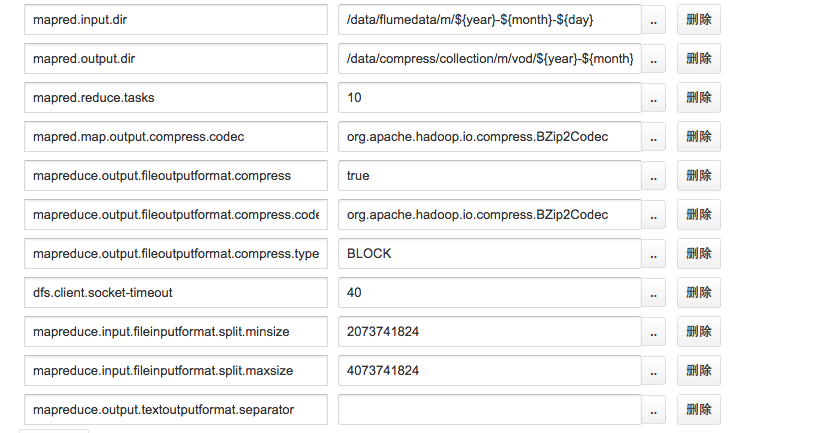 mapred.input.dir /data/flumedata/m/${year}-${month}-${day} .. 删除
mapred.output.dir /data/compress/collection/m/vod/${year}-${month} .. 删除
mapred.reduce.tasks 10 .. 删除
mapred.map.output.compress.codec org.apache.hadoop.io.compress.BZip2Codec .. 删除
mapreduce.output.fileoutputformat.compress true .. 删除
mapreduce.output.fileoutputformat.compress.code org.apache.hadoop.io.compress.BZip2Codec .. 删除
mapreduce.output.fileoutputformat.compress.type BLOCK .. 删除
dfs.client.socket-timeout 40 .. 删除
mapreduce.input.fileinputformat.split.minsize 2073741824 .. 删除
mapreduce.input.fileinputformat.split.maxsize 4073741824 .. 删除
mapreduce.output.textoutputformat.separator .. 删除